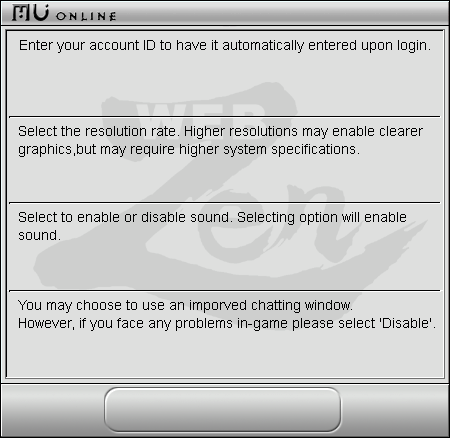 MU ONLINE
Enter your account ID to have it automatically entered upon login.
WEB
Zen
Select the resolution rate. Higher resolutions may enable clearer
graphics,but may require higher system specifications.
Select to enable or disable sound. Selecting option will enable
sound.
You may choose to use an imporved chatting window.
However, if you face any problems in-game please select 'Disable'.